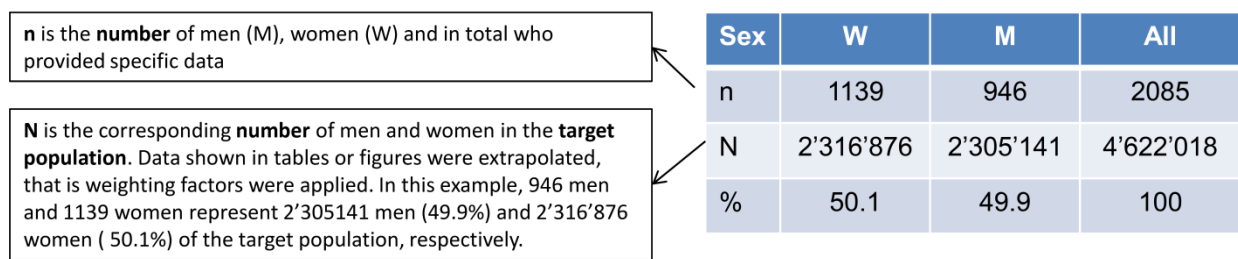 n is the number of men (M), women (W) and in total who
provided specific data
N is the corresponding number of men and women in the target
population. Data shown in tables or figures were extrapolated,
that is weighting factors were applied. In this example, 946 men
and 1139 women represent 2’305141 men (49.9%) and 2’316’876
women ( 50.1%) of the target population, respectively.
Sex W M All
n 1139 946 2085
N 2’316’876 2’305’141 4’622’018
% 50.1 49.9 100